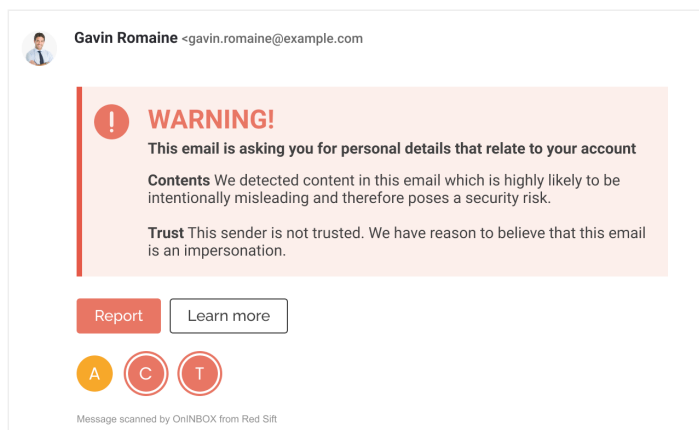 Gavin Romaine <gavin.romaine@example.com
!
WARNING!
This email is asking you for personal details that relate to your account
Contents We detected content in this email which is highly likely to be
intentionally misleading and therefore poses a security risk.
Trust This sender is not trusted. We have reason to believe that this email
is an impersonation.
Report Learn more
A C T
Message scanned by OnINBOX from Red Sift